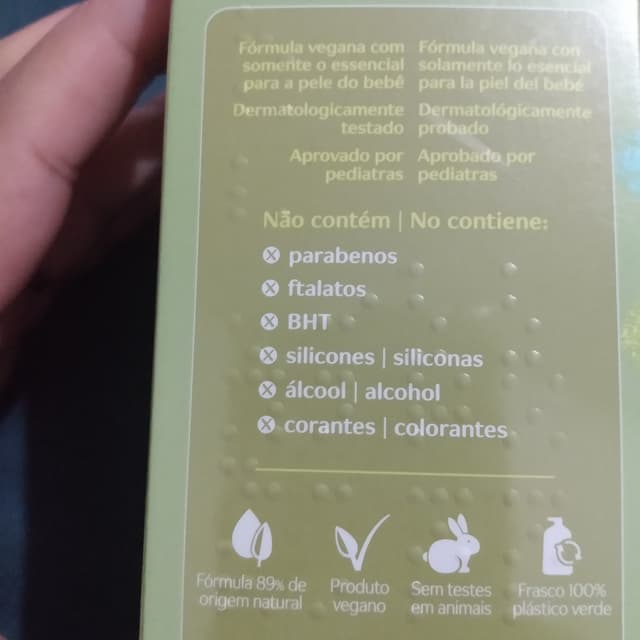 Fórmula vegana com
somente o essencial
para a pele do bebê
Fórmula vegana con
solamente lo esencial
para la piel del bebé
Dermatologicamente
testado
Dermatológicamente
probado
Aprovado por
pediatras
Aprobado por
pediatras
Não contém | No contiene:
parabenos
ftalatos
BHT
silicones | siliconas
álcool | alcohol
corantes | colorantes
Fórmula 89% de
origem natural
Produto
vegano
Sem testes
em animais
Frasco 100%
plástico verde